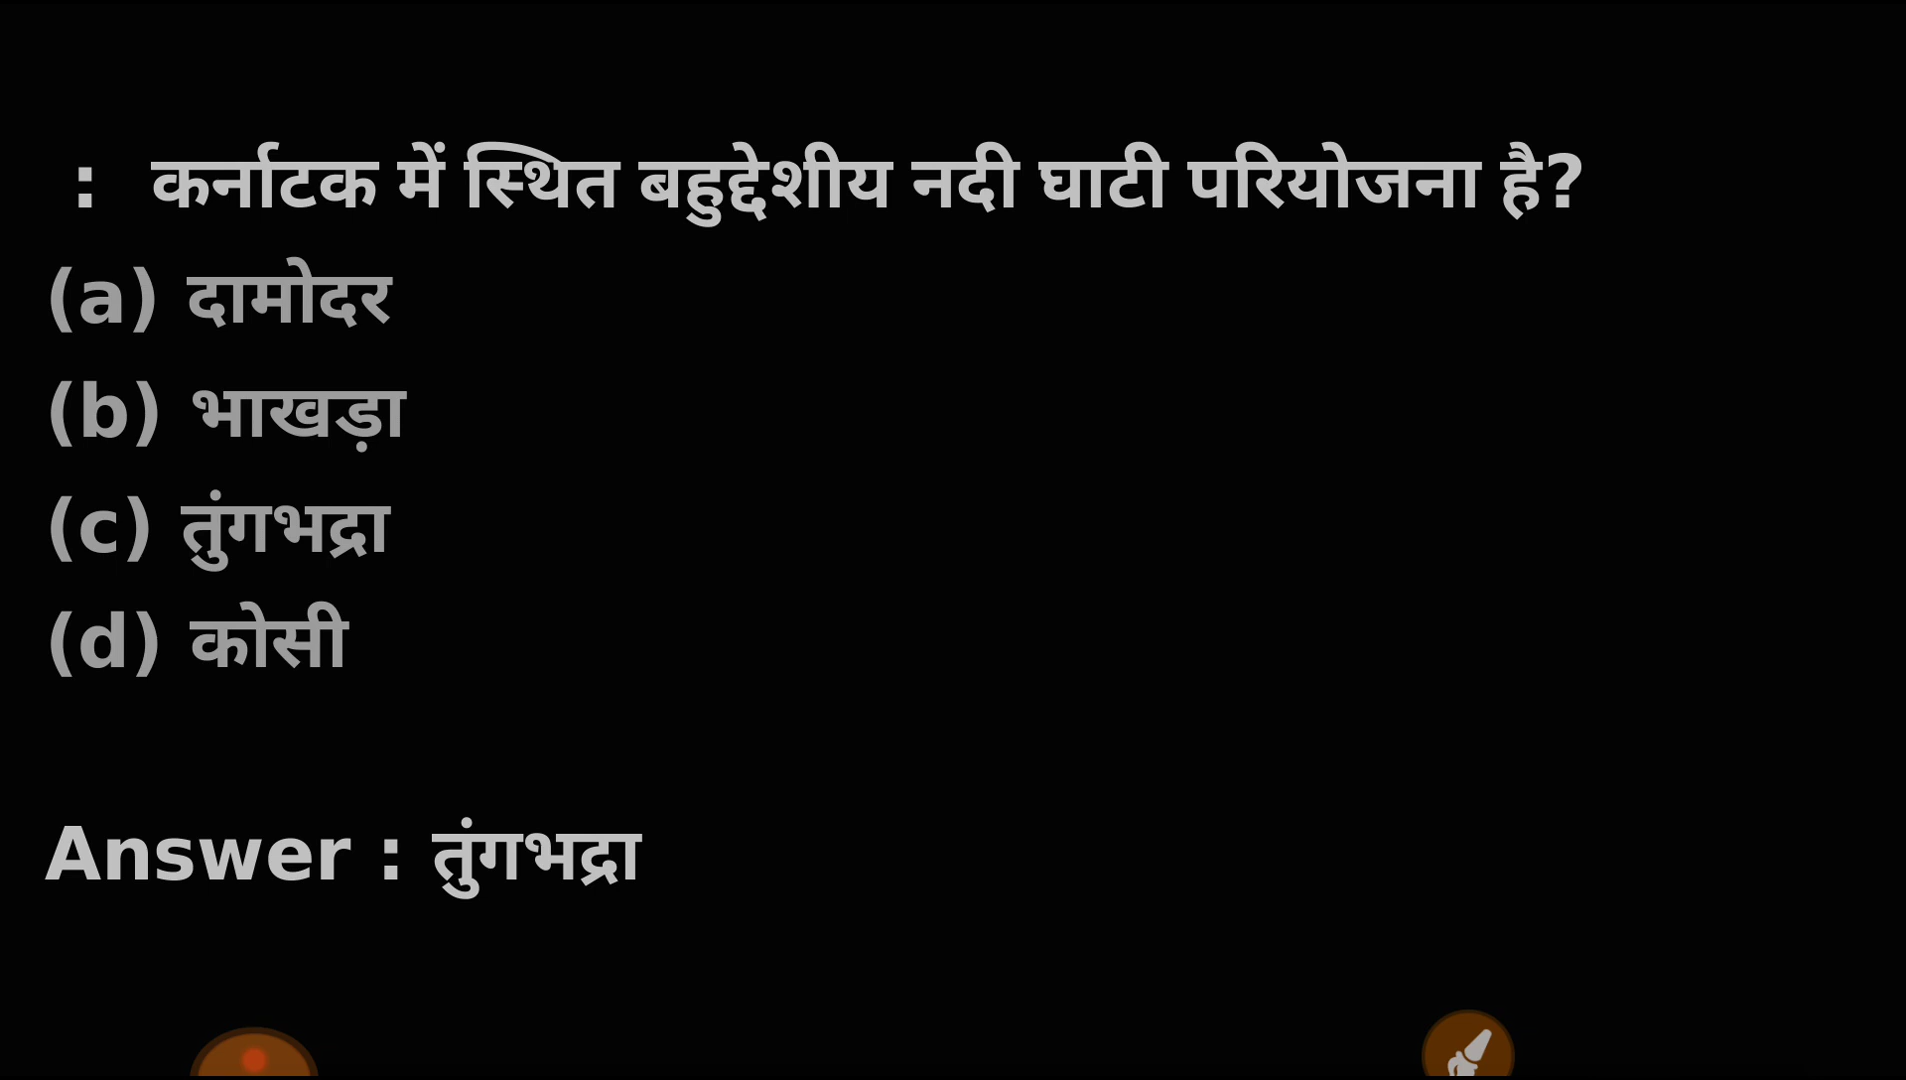 : कर्नाटक में स्थित बहुद्देशीय नदी घाटी परियोजना है?
(a) दामोदर
(b) भाखड़ा
(c) तुंगभद्रा
(d) कोसी
Answer : तुंगभद्रा